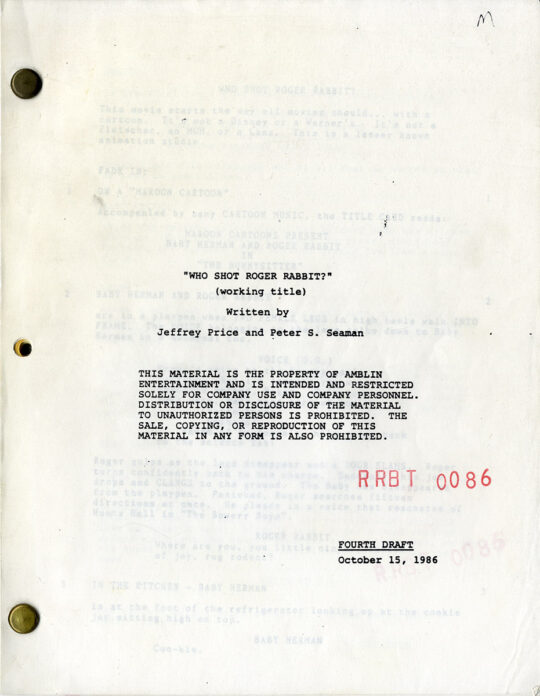 M
"WHO SHOT ROGER RABBIT?"
(working title)
Written by
Jeffrey Price and Peter S. Seaman
THIS MATERIAL IS THE PROPERTY OF AMBLIN
ENTERTAINMENT AND IS INTENDED AND RESTRICTED
SOLELY FOR COMPANY USE AND COMPANY PERSONNEL.
DISTRIBUTION OR DISCLOSURE OF THE MATERIAL
TO UNAUTHORIZED PERSONS IS PROHIBITED. THE
SALE, COPYING, OR REPRODUCTION OF THIS
MATERIAL IN ANY FORM IS ALSO PROHIBITED.
RRBT 0086
FOURTH DRAFT
October 15, 1986